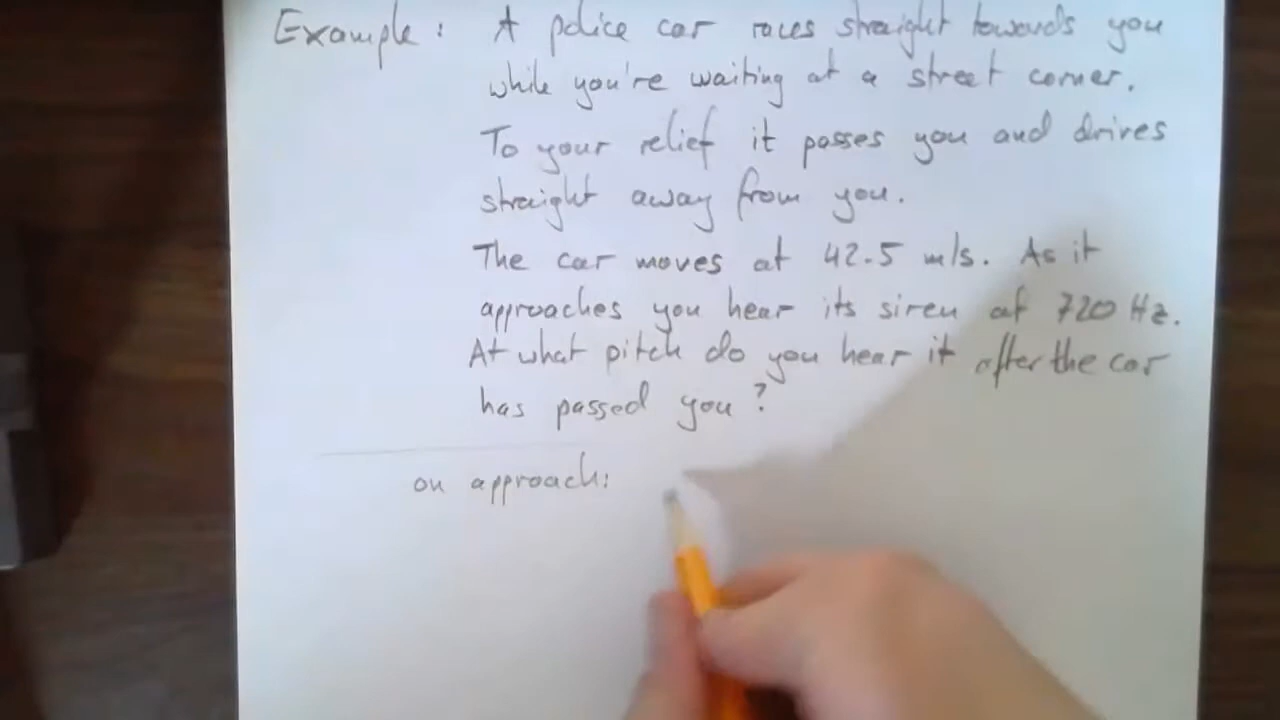 Example: A police car races straight towards you
while you're waiting at a street corner.
To your relief it passes you and drives
straight away from you.
The car moves at 42.5 m/s. As it
approaches you hear its siren at 720 Hz.
At what pitch do you hear it after the car
has passed you?
on approach: